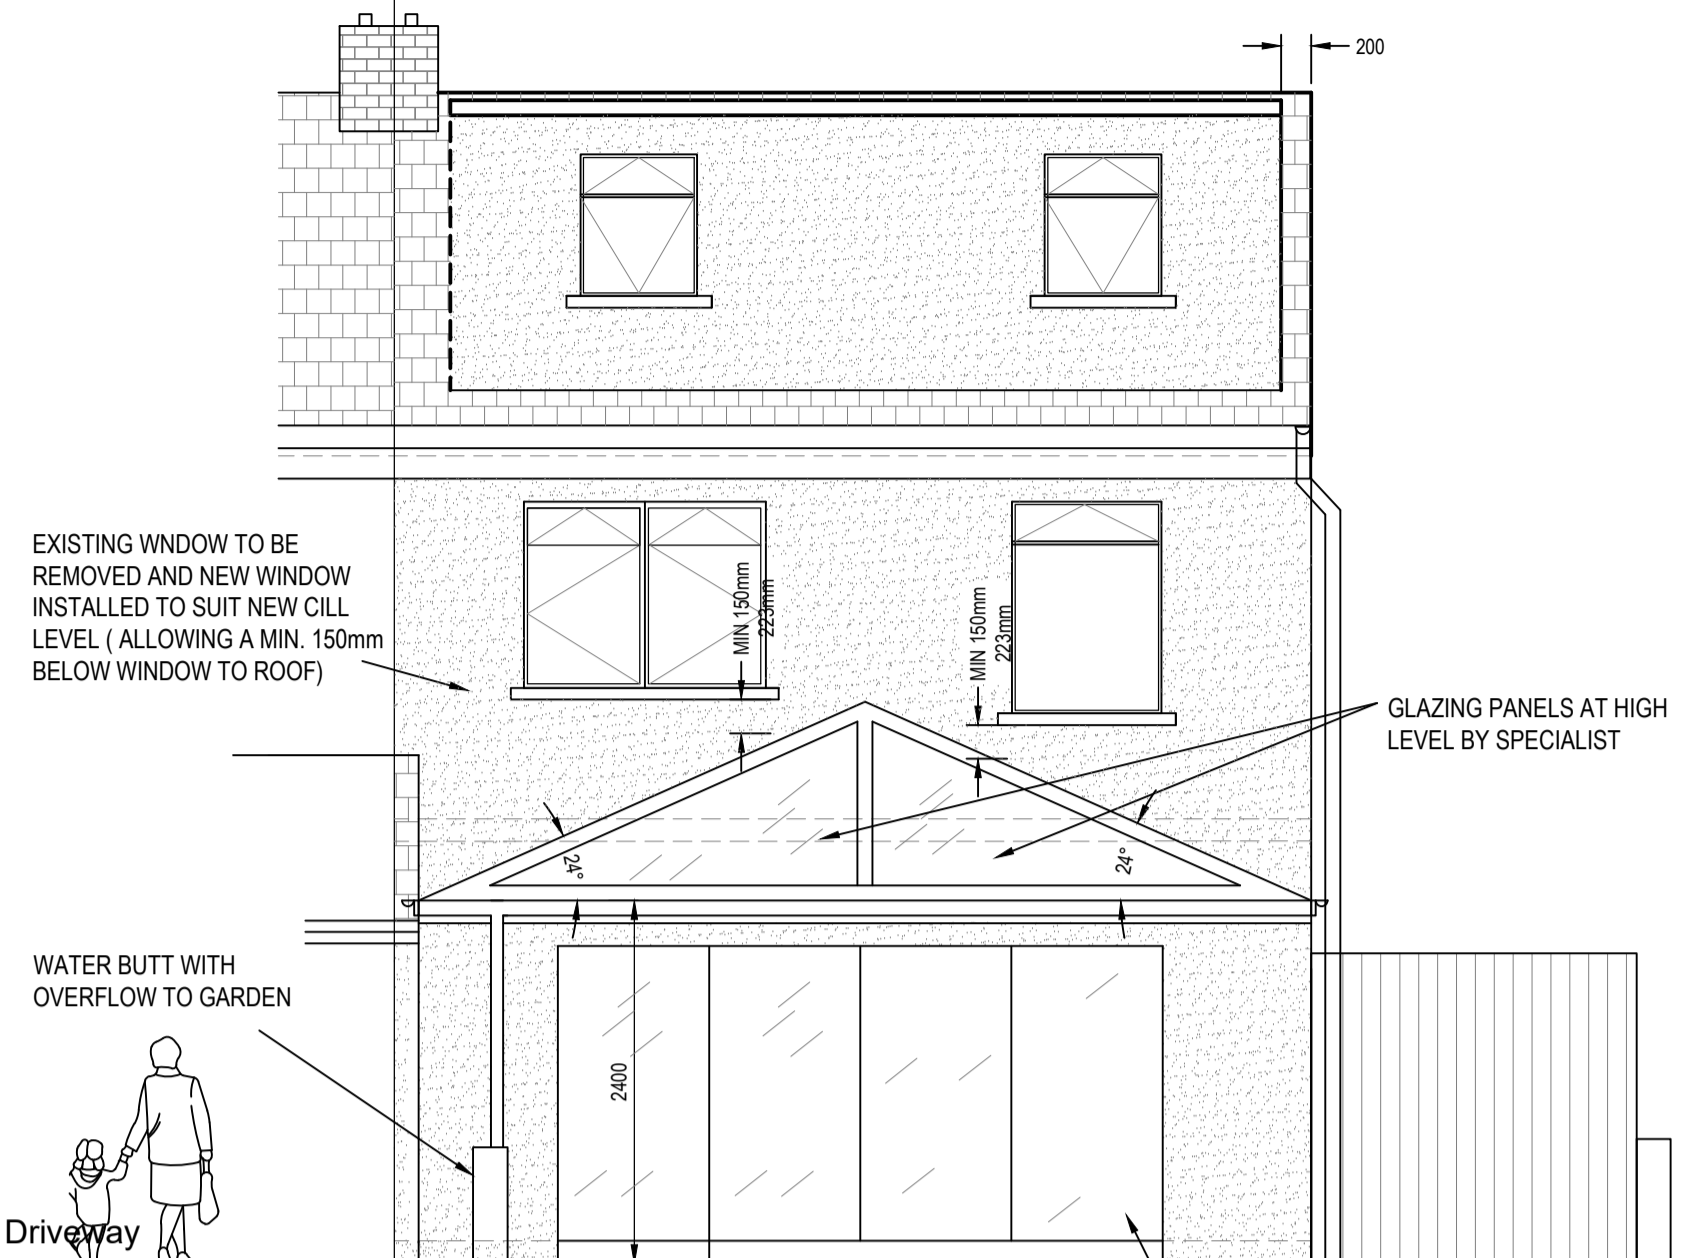 200
EXISTING WNDOW TO BE
REMOVED AND NEW WINDOW
INSTALLED TO SUIT NEW CILL
LEVEL ( ALLOWING A MIN. 150mm
BELOW WINDOW TO ROOF)
MIN 150mm
223mm
MIN 150mm
223mm
GLAZING PANELS AT HIGH
LEVEL BY SPECIALIST
24°
24°
WATER BUTT WITH
OVERFLOW TO GARDEN
2400
Driveway